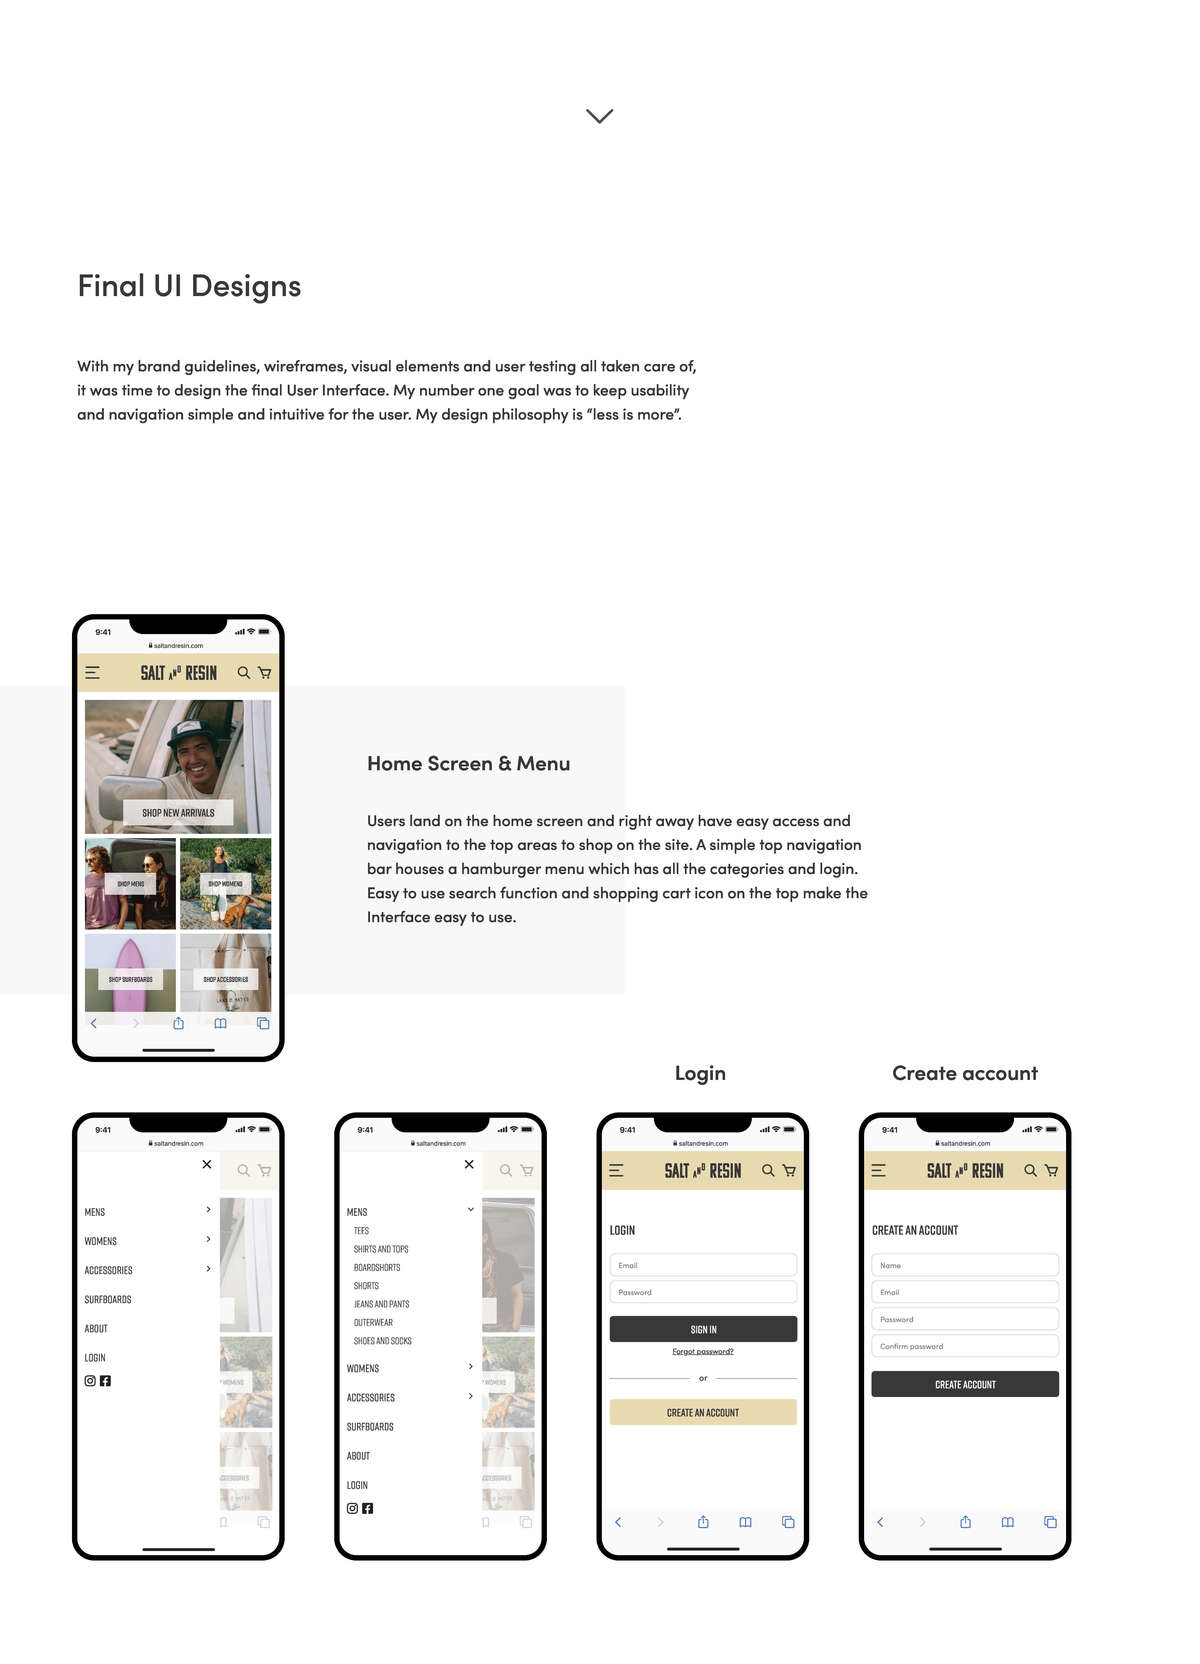 Final UI Designs
With my brand guidelines, wireframes, visual elements and user testing all taken care of,
it was time to design the final User Interface. My number one goal was to keep usability
and navigation simple and intuitive for the user. My design philosophy is “less is more”.
9:41
saltandresin.com
SALT AND RESIN
SHOP NEW ARRIVALS
SHOP MENS
SHOP WOMENS
SHOP SURFBOARDS
SHOP ACCESSORIES
Home Screen & Menu
Users land on the home screen and right away have easy access and
navigation to the top areas to shop on the site. A simple top navigation
bar houses a hamburger menu which has all the categories and login.
Easy to use search function and shopping cart icon on the top make the
Interface easy to use.
9:41
saltandresin.com
MENS
WOMENS
ACCESSORIES
SURFBOARDS
ABOUT
LOGIN
P WOMENS
CCESSORIES
9:41
saltandresin.com
MENS
TEES
SHIRTS AND TOPS
BOARDSHORTS
SHORTS
JEANS AND PANTS
OUTERWEAR
SHOES AND SOCKS
WOMENS
ACCESSORIES
SURFBOARDS
ABOUT
LOGIN
P WOMENS
CCESSORIES
Login
9:41
saltandresin.com
SALT AND RESIN
LOGIN
Email
Password
SIGN IN
Forgot password?
or
CREATE AN ACCOUNT
Create account
9:41
saltandresin.com
SALT AND RESIN
CREATE AN ACCOUNT
Name
Email
Password
Confirm password
CREATE ACCOUNT